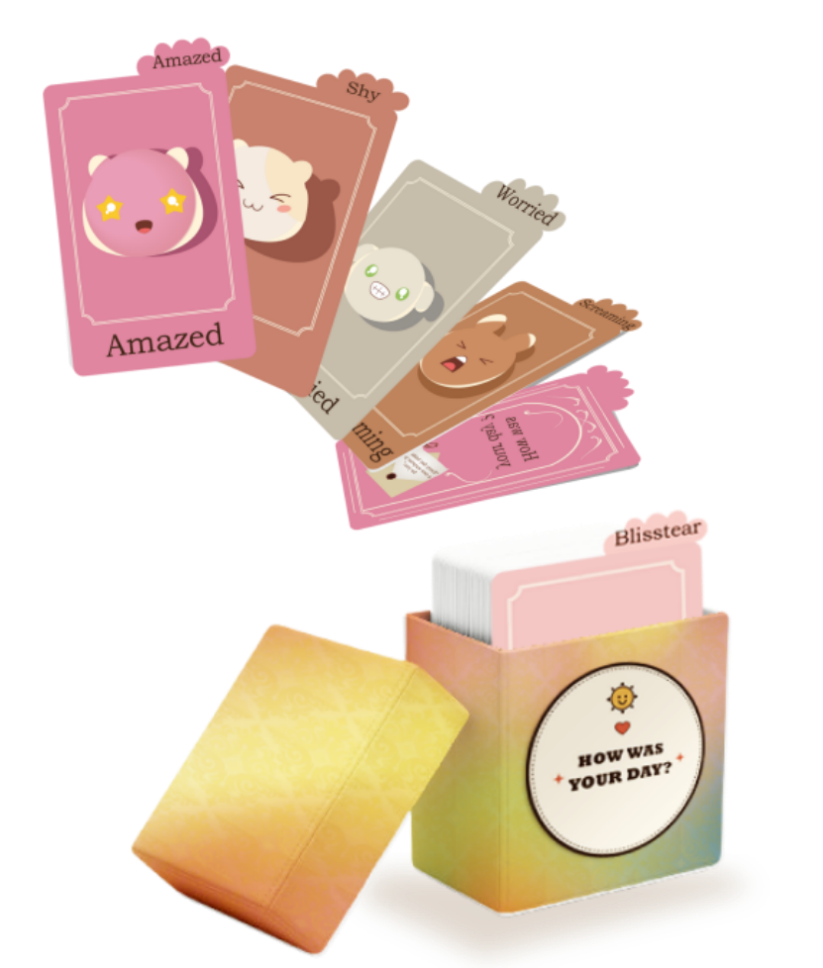 Amazed
Amazed
Shy
Worried
ied
Screaming
ming
How was
your day?
Blisstear
HOW WAS
YOUR DAY?